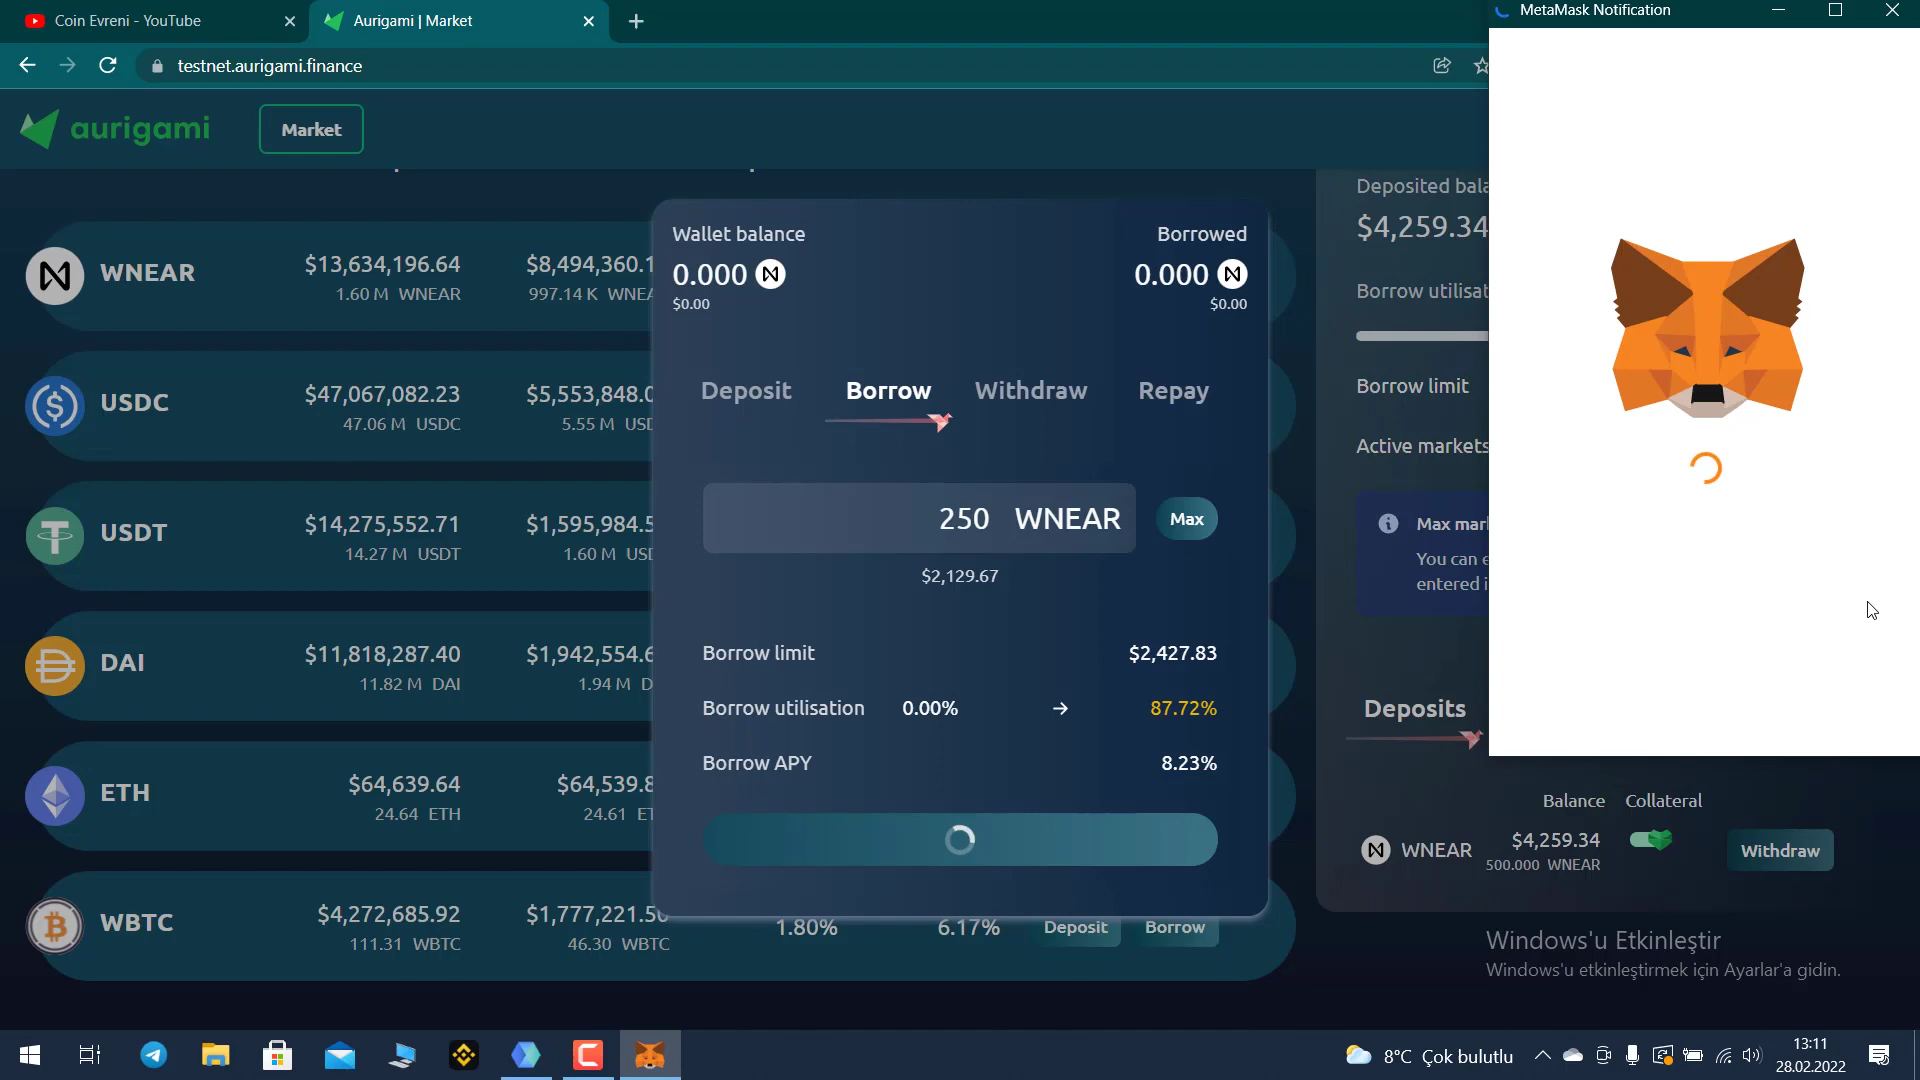 Coin Evreni - YouTube
Aurigami | Market
MetaMask Notification
testnet.aurigami.finance
aurigami
Market
WNEAR
$13,634,196.64
1.60 M WNEAR
$8,494,360.1
997.14 K WNEA
USDC
$47,067,082.23
47.06 M USDC
$5,553,848.0
5.55 M USD
USDT
$14,275,552.71
14.27 M USDT
$1,595,984.5
1.60 M USD
DAI
$11,818,287.40
11.82 M DAI
$1,942,554.6
1.94 M D
ETH
$64,639.64
24.64 ETH
$64,539.8
24.61 ET
WBTC
$4,272,685.92
111.31 WBTC
$1,777,221.50
46.30 WBTC
1.80%
6.17%
Deposit
Borrow
Wallet balance
Borrowed
0.000
0.000
$0.00
$0.00
Deposit
Borrow
Withdraw
Repay
250 WNEAR
Max
$2,129.67
Borrow limit
$2,427.83
Borrow utilisation
0.00%
→
87.72%
Borrow APY
8.23%
Deposited bala
$4,259.34
Borrow utilisat
Borrow limit
Active markets
Max mar
You can e
entered i
Deposits
Balance
Collateral
WNEAR
$4,259.34
500.000 WNEAR
Withdraw
Windows'u Etkinleştir
Windows'u etkinleştirmek için Ayarlar'a gidin.
8°C Çok bulutlu
13:11
28.02.2022